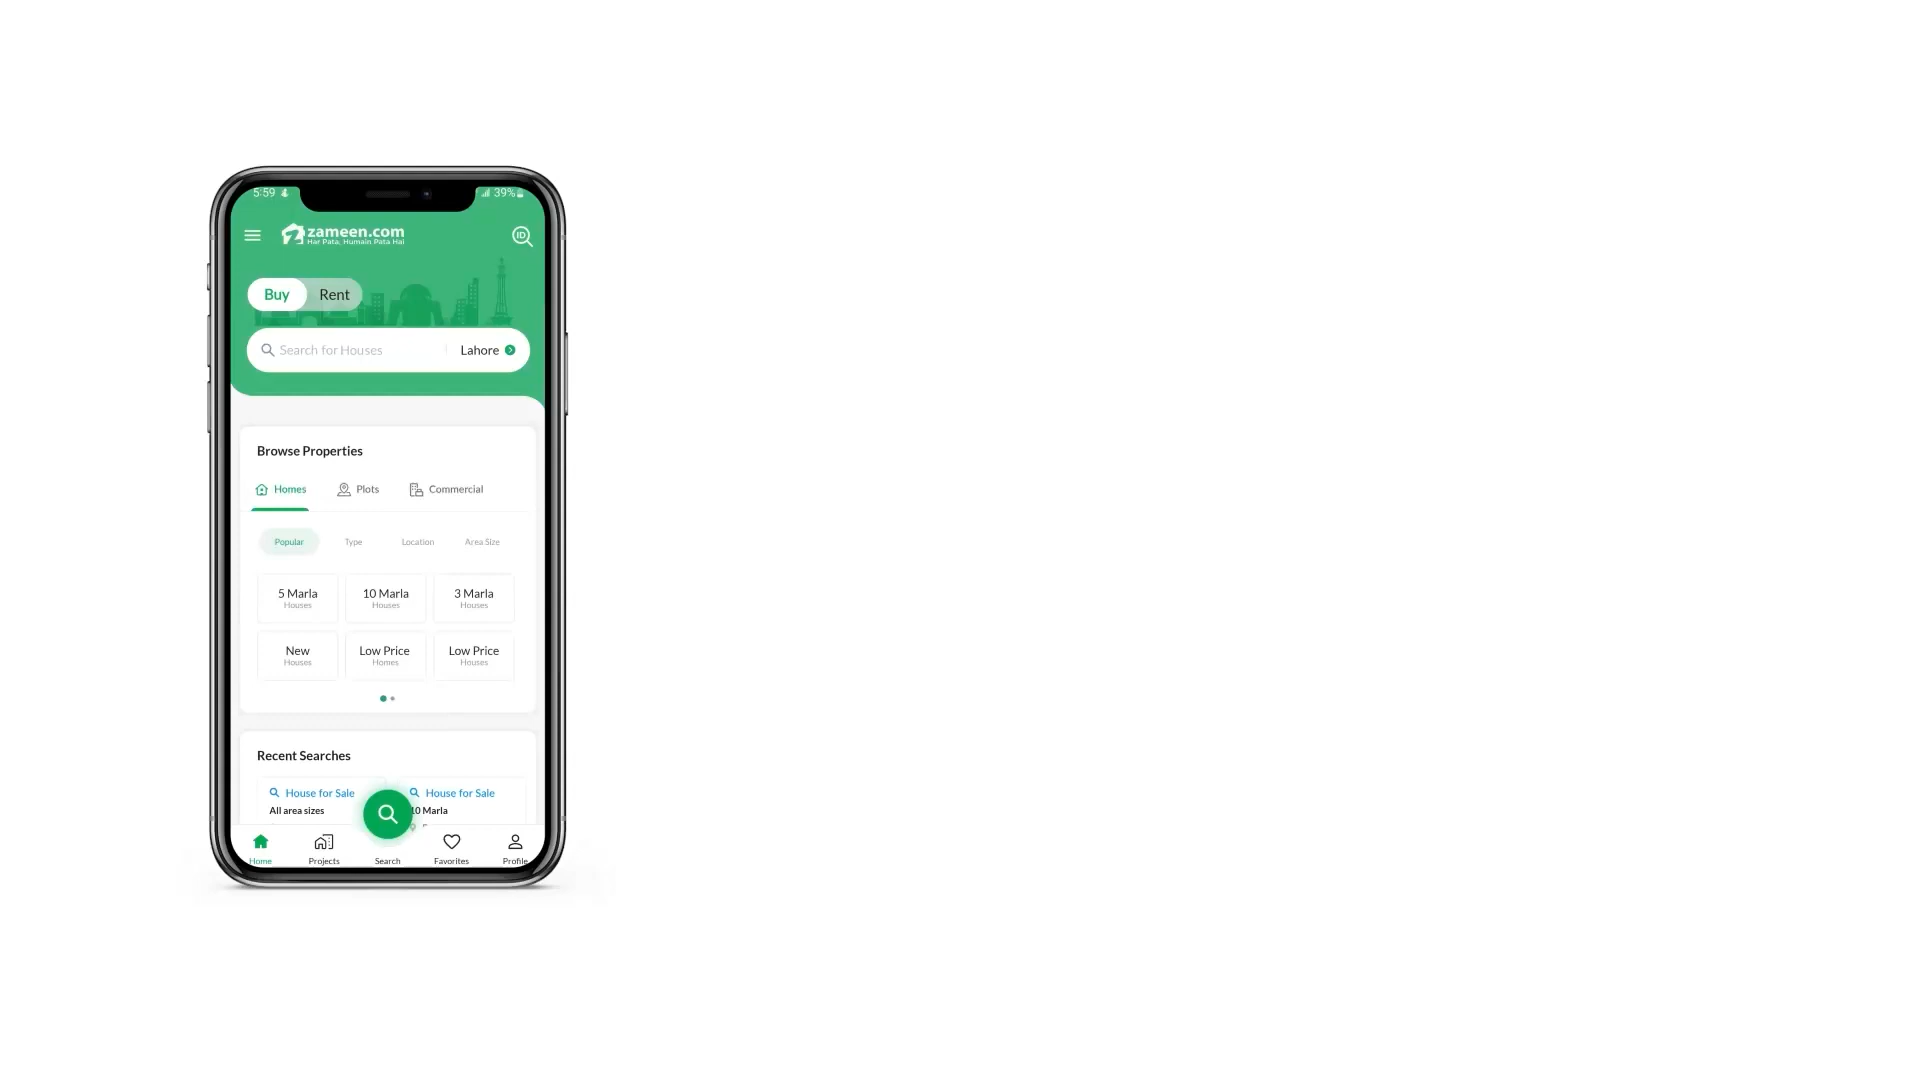 5:59
39%
zameen.com
Har Pata, Humain Pata Hai
ID
Buy Rent
Search for Houses Lahore
Browse Properties
Homes Plots Commercial
Popular Type Location Area Size
5 Marla 10 Marla 3 Marla
Houses Houses Houses
New Low Price Low Price
Houses Homes Houses
Recent Searches
House for Sale House for Sale
All area sizes 10 Marla
Home Projects Search Favorites Profile